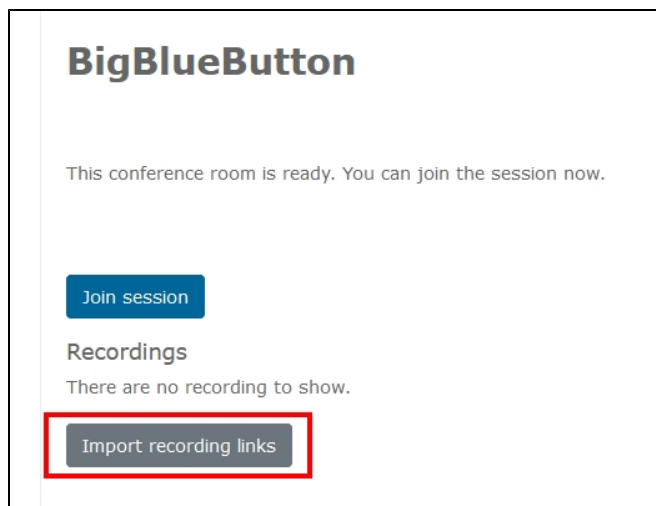 BigBlueButton
This conference room is ready. You can join the session now.
Join session
Recordings
There are no recording to show.
Import recording links